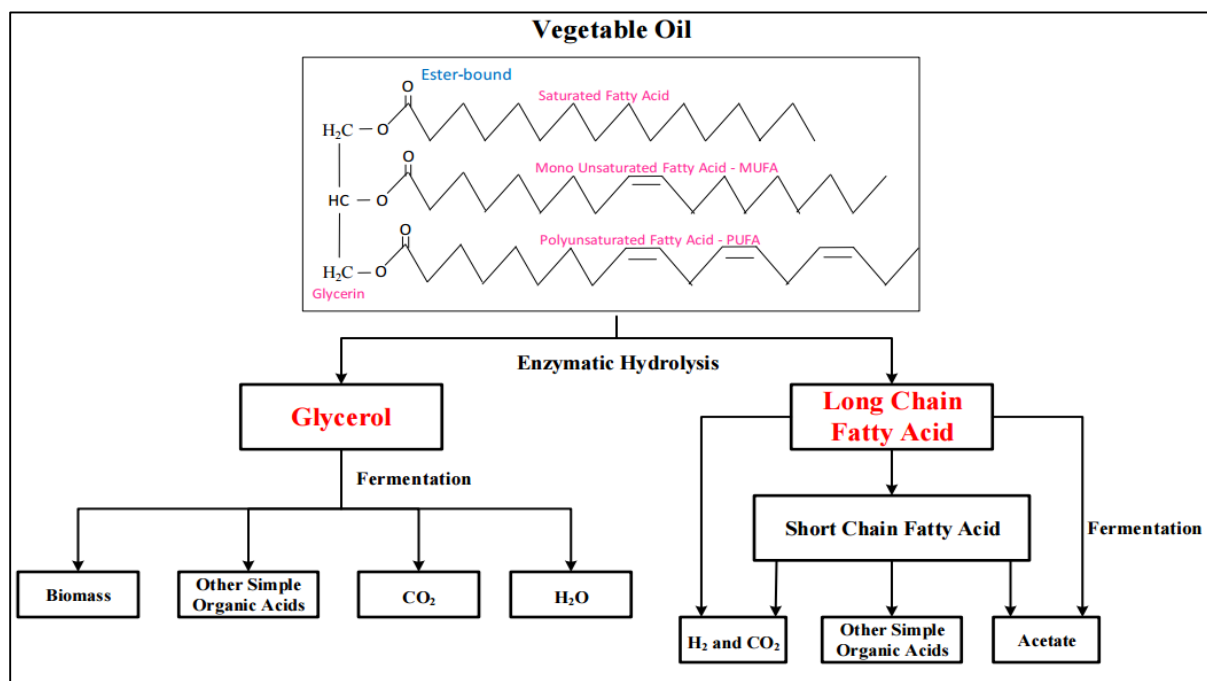 Vegetable Oil
Ester-bound
O
Saturated Fatty Acid
H₂C – O
O
Mono Unsaturated Fatty Acid - MUFA
HC – O
O
Polyunsaturated Fatty Acid - PUFA
H₂C – O
Glycerin
Enzymatic Hydrolysis
Glycerol
Long Chain
Fatty Acid
Fermentation
Short Chain Fatty Acid
Fermentation
Biomass
Other Simple
Organic Acids
CO₂
H₂O
H₂ and CO₂
Other Simple
Organic Acids
Acetate